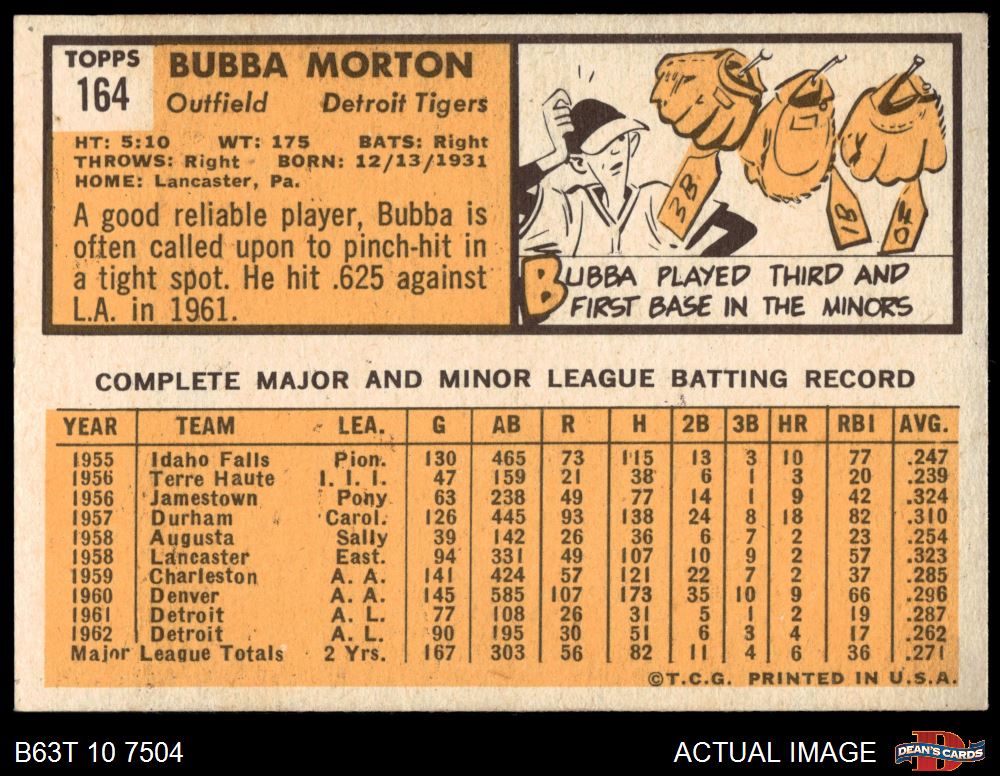 TOPPS
164
BUBBA MORTON
Outfield Detroit Tigers
HT: 5:10 WT: 175 BATS: Right
THROWS: Right BORN: 12/13/1931
HOME: Lancaster, Pa.
A good reliable player, Bubba is
often called upon to pinch-hit in
a tight spot. He hit .625 against
L.A. in 1961.
3B
1B
OF
BUBBA PLAYED THIRD AND
FIRST BASE IN THE MINORS
COMPLETE MAJOR AND MINOR LEAGUE BATTING RECORD
YEAR TEAM LEA. G AB R H 2B 3B HR RBI AVG.
1955 Idaho Falls Pion. 130 465 73 115 13 3 10 77 .247
1956 Terre Haute I. I. I. 47 159 21 38 6 1 3 20 .239
1956 Jamestown Pony 63 238 49 77 14 1 9 42 .324
1957 Durham Carol. 126 445 93 138 24 8 18 82 .310
1958 Augusta Sally 39 142 26 36 6 7 2 23 .254
1958 Lancaster East. 94 331 49 107 10 9 2 57 .323
1959 Charleston A. A. 141 424 57 121 22 7 2 37 .285
1960 Denver A. A. 145 585 107 173 35 10 9 66 .296
1961 Detroit A. L. 77 108 26 31 5 1 2 19 .287
1962 Detroit A. L. 90 195 30 51 6 3 4 17 .262
Major League Totals 2 Yrs. 167 303 56 82 11 4 6 36 .271
©T.C.G. PRINTED IN U.S.A.
B63T 10 7504
ACTUAL IMAGE
DEAN'S CARDS